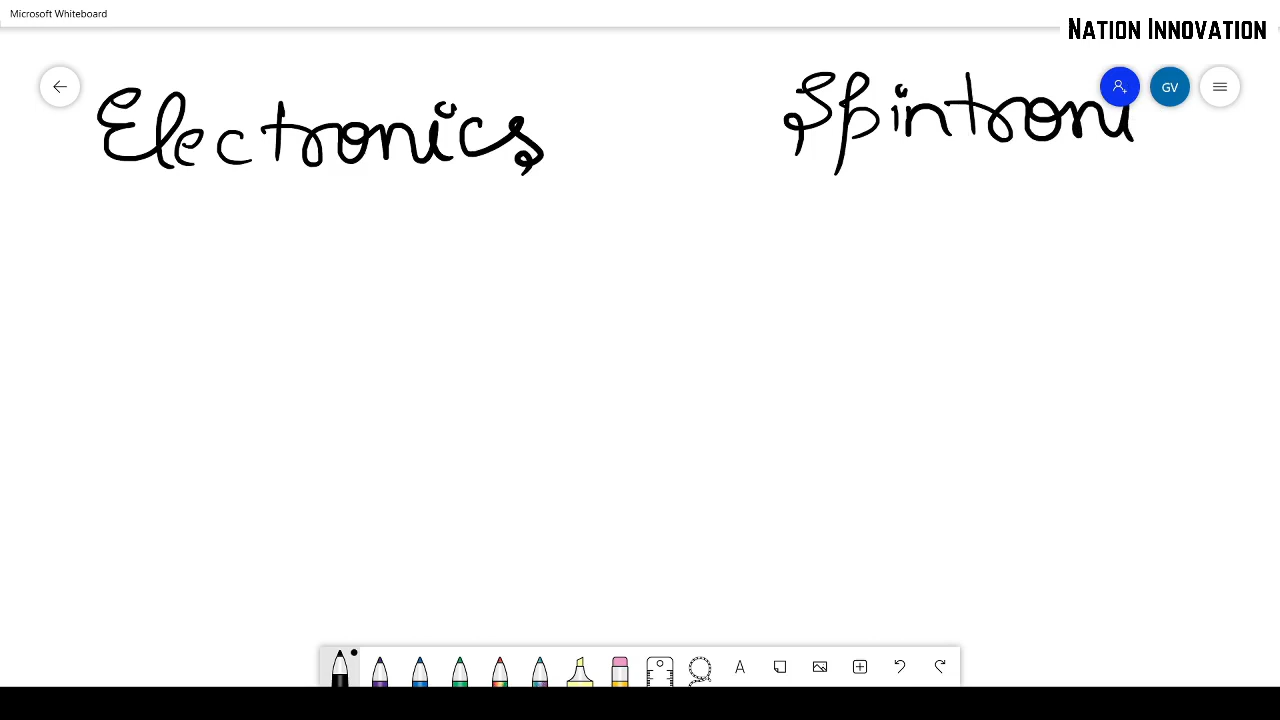 Microsoft Whiteboard
NATION INNOVATION
Electronics Spintroni
GV
A